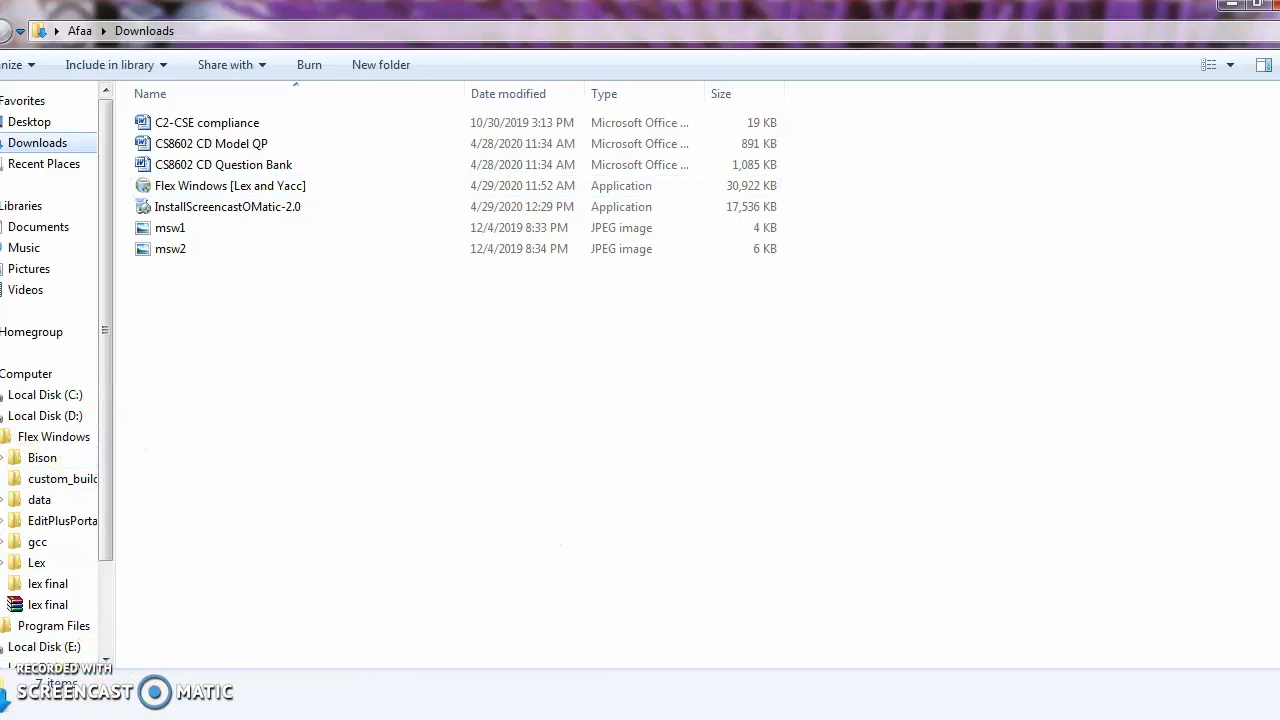 Afaa Downloads
nize Include in library Share with Burn New folder
Name Date modified Type Size
Favorites
Desktop
Downloads
Recent Places
Libraries
Documents
Music
Pictures
Videos
Homegroup
Computer
Local Disk (C:)
Local Disk (D:)
Flex Windows
Bison
custom_builc
data
EditPlusPorta
gcc
Lex
lex final
lex final
Program Files
Local Disk (E:)
C2-CSE compliance 10/30/2019 3:13 PM Microsoft Office ... 19 KB
CS8602 CD Model QP 4/28/2020 11:34 AM Microsoft Office ... 891 KB
CS8602 CD Question Bank 4/28/2020 11:34 AM Microsoft Office ... 1,085 KB
Flex Windows [Lex and Yacc] 4/29/2020 11:52 AM Application 30,922 KB
InstallScreencastOMatic-2.0 4/29/2020 12:29 PM Application 17,536 KB
msw1 12/4/2019 8:33 PM JPEG image 4 KB
msw2 12/4/2019 8:34 PM JPEG image 6 KB
7 items
RECORDED WITH
SCREENCAST MATIC